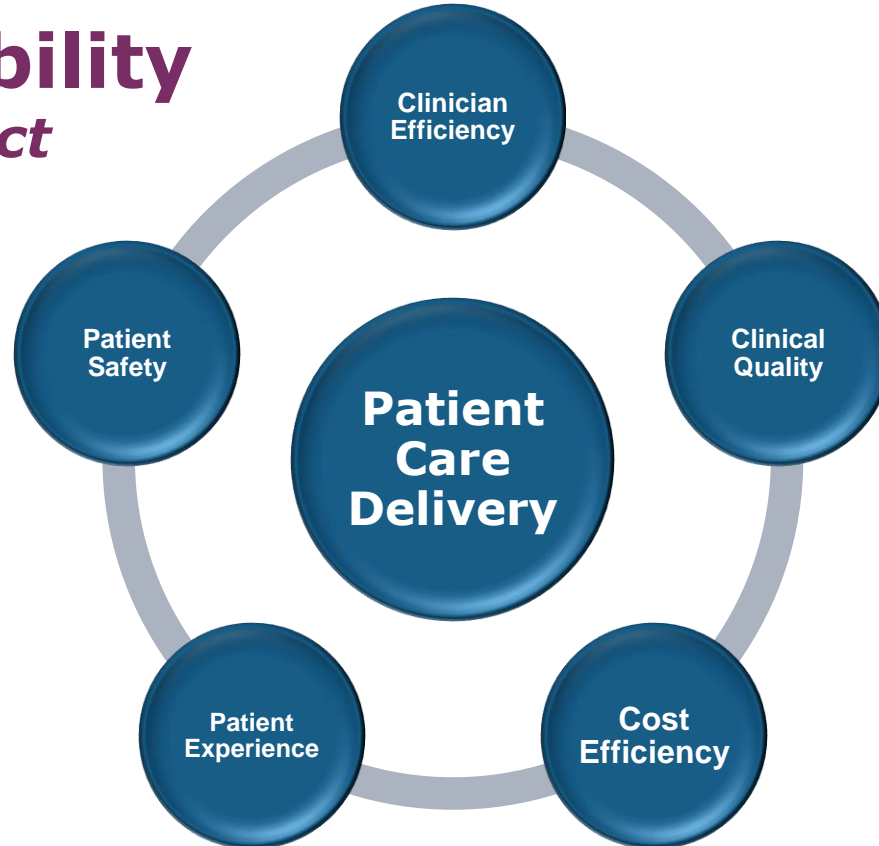 bility
ct
Clinician
Efficiency
Patient
Safety
Clinical
Quality
Patient
Care
Delivery
Patient
Experience
Cost
Efficiency